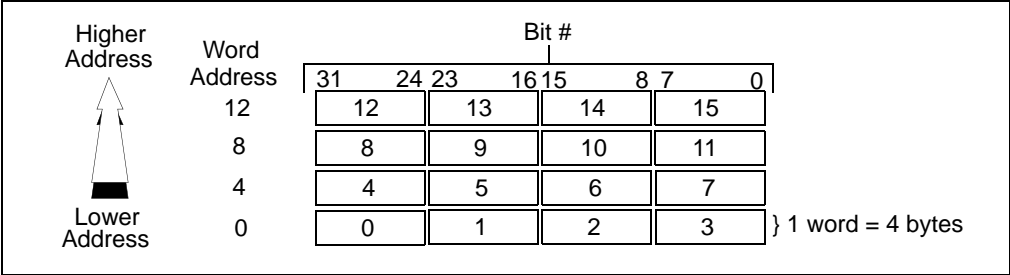 Higher
Address
Word
Address
Bit #
31 24 23 16 15 8 7 0
12 12 13 14 15
8 8 9 10 11
4 4 5 6 7
0 0 1 2 3 } 1 word = 4 bytes
Lower
Address